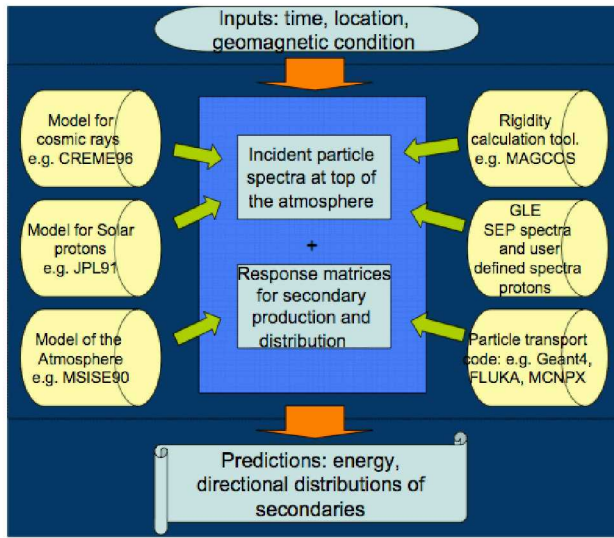 Inputs: time, location,
geomagnetic condition
Model for
cosmic rays
e.g. CREME96
Incident particle
spectra at top of
the atmosphere
Rigidity
calculation tool.
e.g. MAGCOS
Model for Solar
protons
e.g. JPL91
+
GLE
SEP spectra
and user
defined spectra
protons
Model of the
Atmosphere
e.g. MSISE90
Response matrices
for secondary
production and
distribution
Particle transport
code: e.g. Geant4,
FLUKA, MCNPX
Predictions: energy,
directional distributions of
secondaries